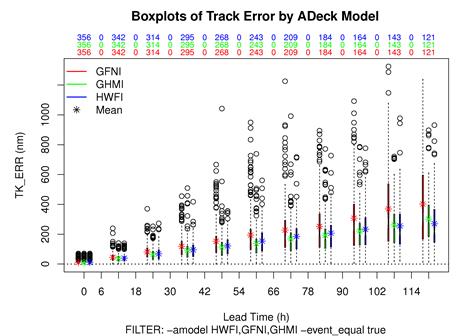 Boxplots of Track Error by ADeck Model
356 0 342 0 314 0 295 0 268 0 243 0 209 0 184 0 164 0 143 0 121
356 0 342 0 314 0 295 0 268 0 243 0 209 0 184 0 164 0 143 0 121
356 0 342 0 314 0 295 0 268 0 243 0 209 0 184 0 164 0 143 0 121
GFNI
GHMI
HWFI
Mean
TK_ERR (nm)
1000
800
600
400
200
0
0 6 12 18 30 42 54 66 78 90 102 114
Lead Time (h)
FILTER: −amodel HWFI,GFNI,GHMI −event_equal true